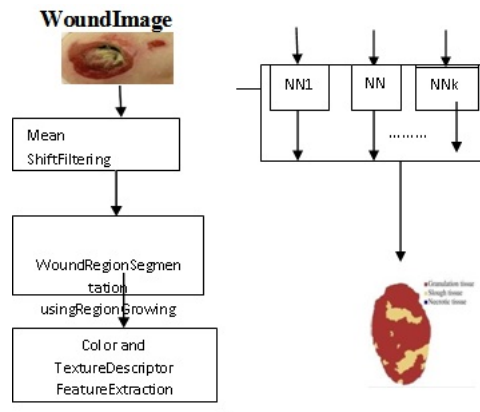 WoundImage
Mean
ShiftFiltering
WoundRegionSegmen
tation
usingRegionGrowing
Color and
TextureDescriptor
FeatureExtraction
NN1
NN
NNk
.........
Granulation tissue
Slough tissue
Necrotic tissue